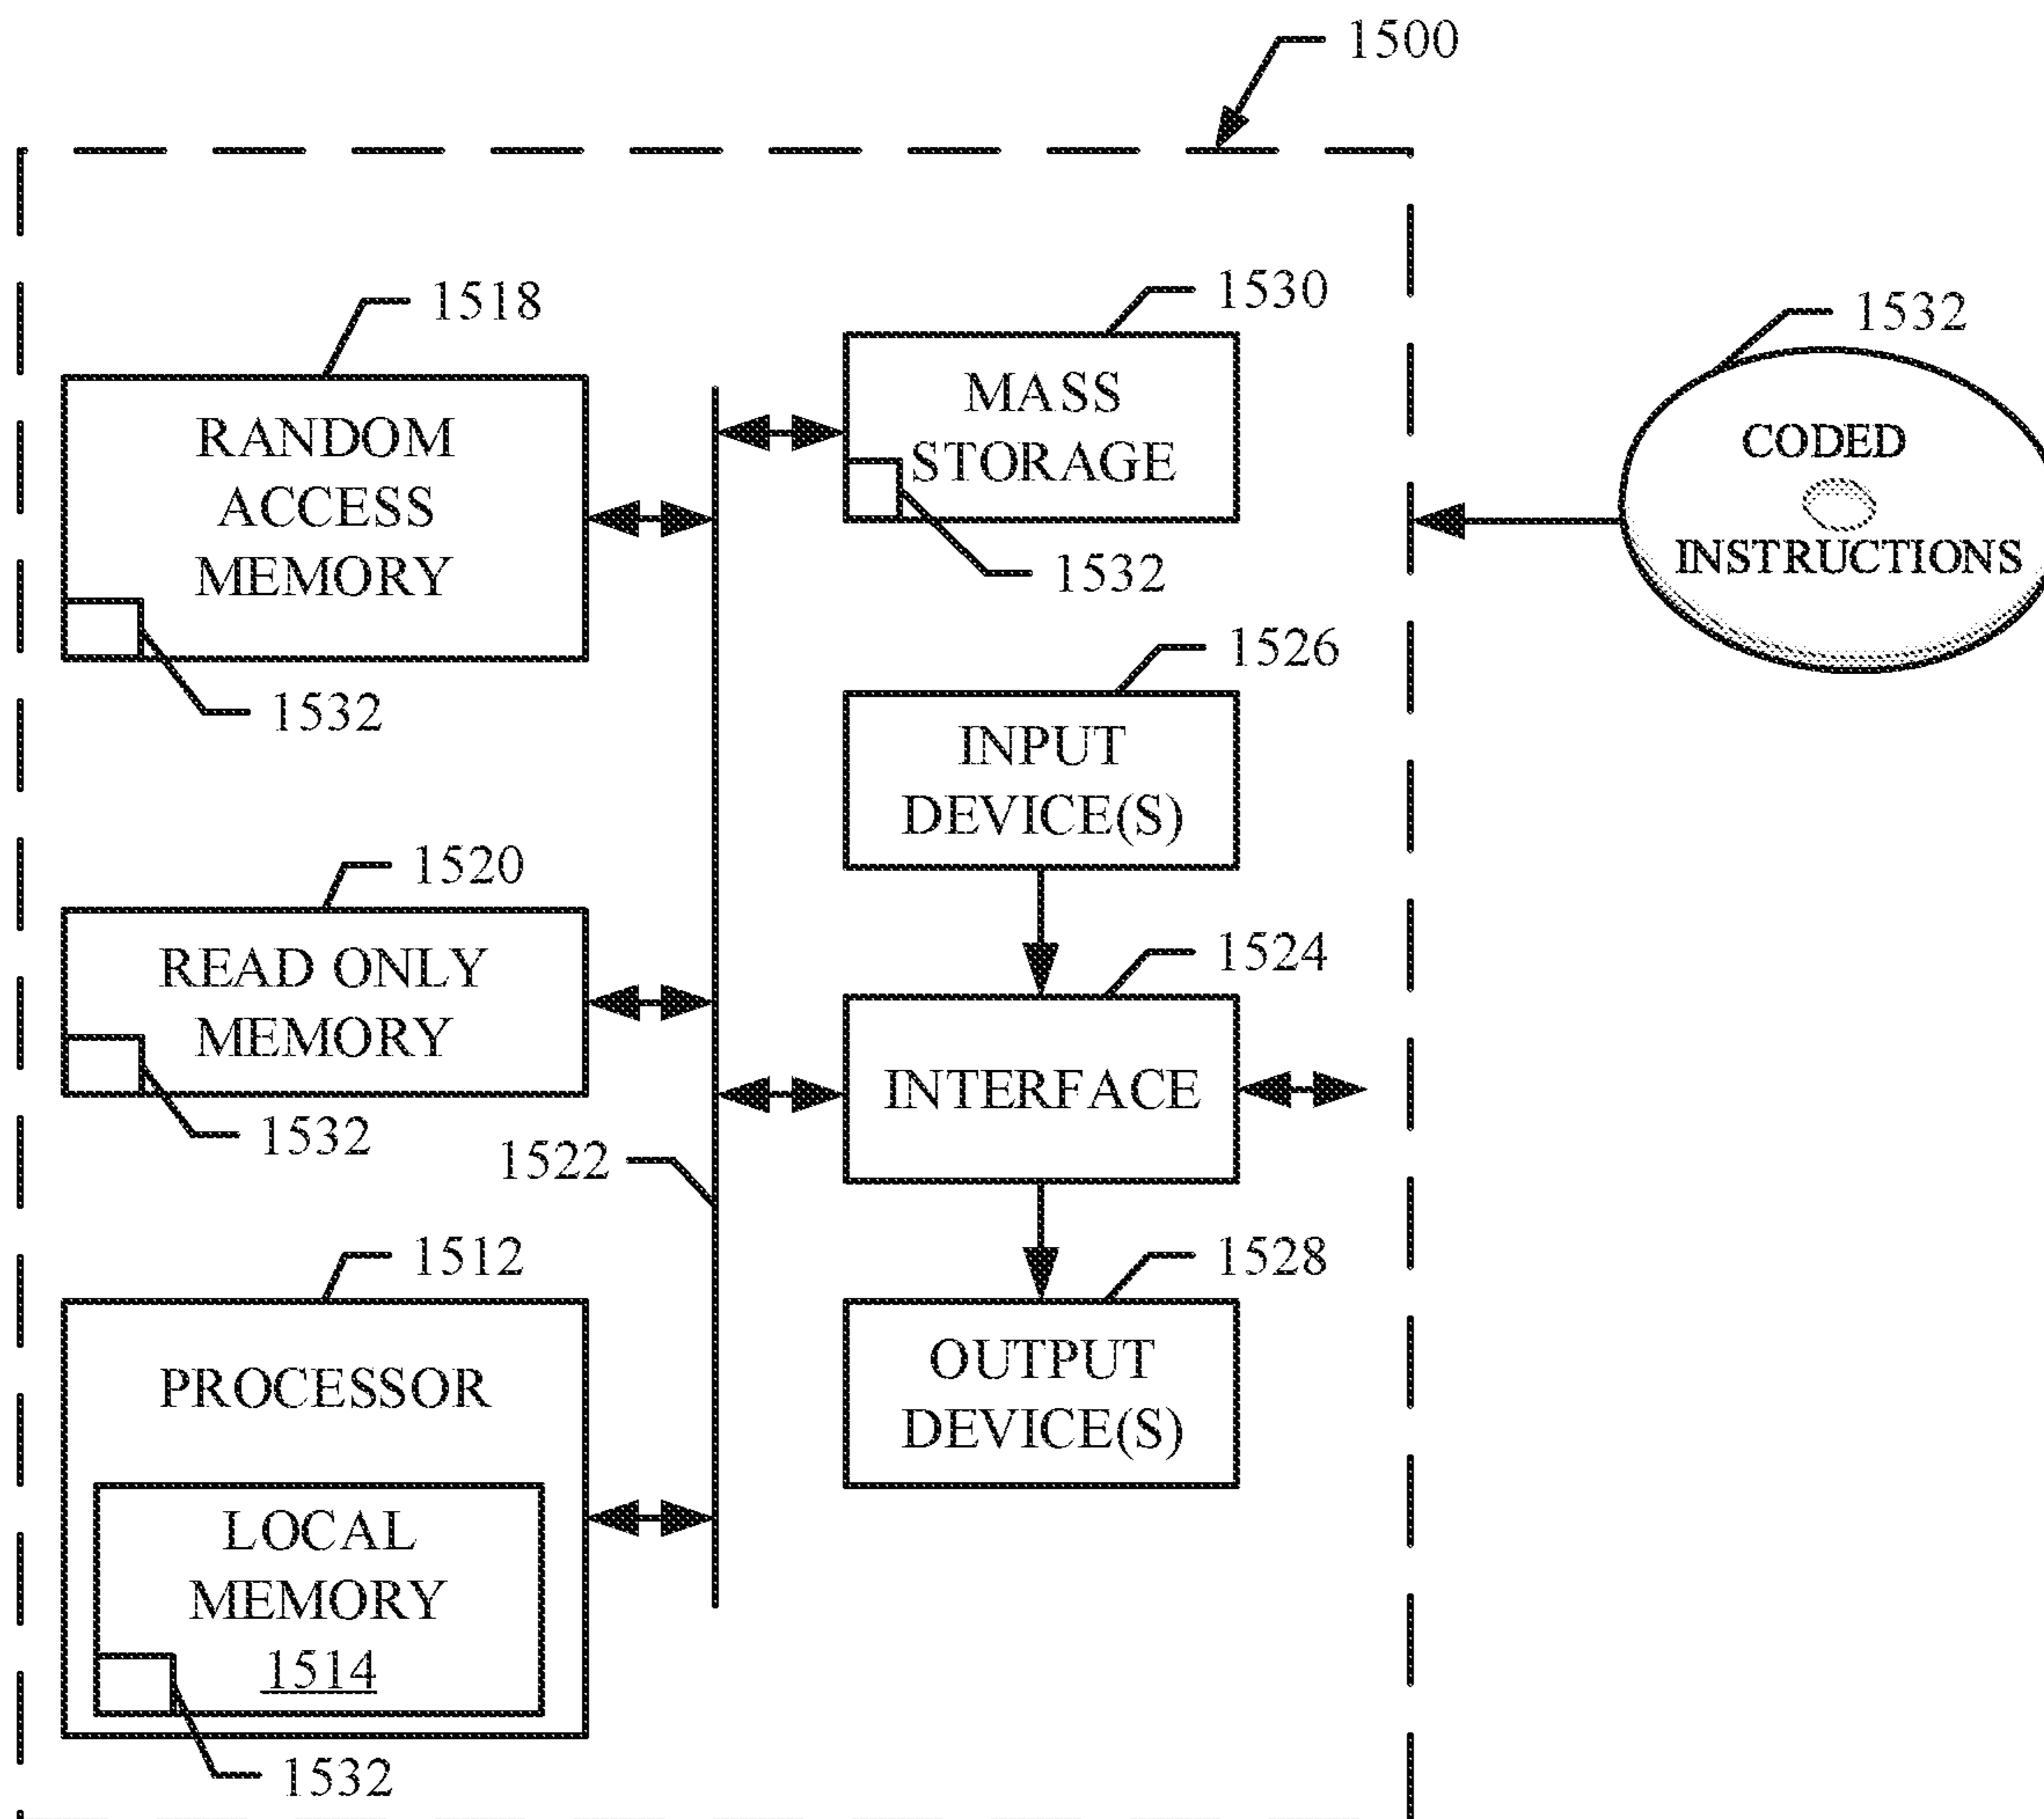 1500
1518
RANDOM
ACCESS
MEMORY
1532
1530
MASS
STORAGE
1532
1532
CODED
INSTRUCTIONS
1526
INPUT
DEVICE(S)
1520
READ ONLY
MEMORY
1532
1524
INTERFACE
1522
1512
PROCESSOR
LOCAL
MEMORY
1514
1532
1528
OUTPUT
DEVICE(S)